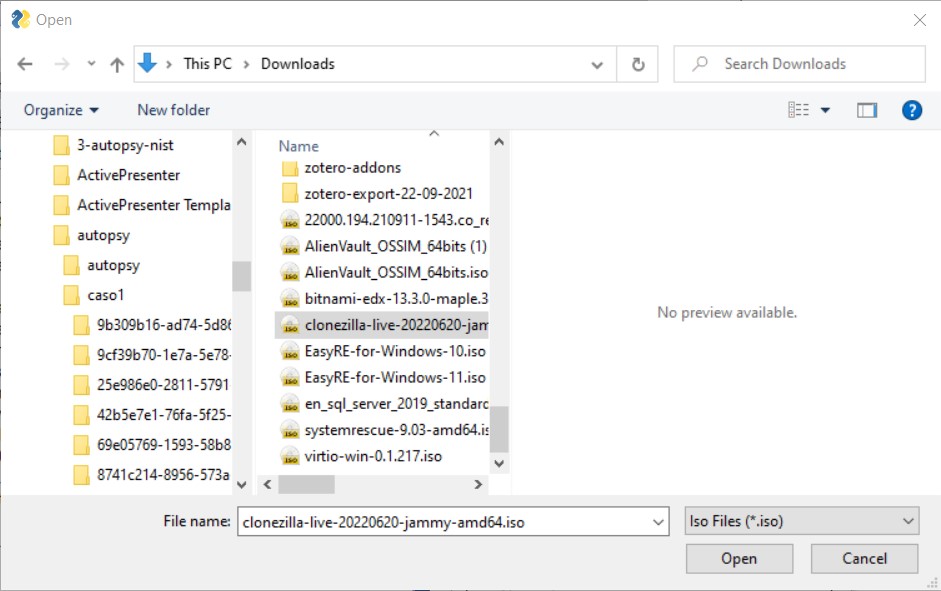 Open
This PC > Downloads
Search Downloads
Organize
New folder
3-autopsy-nist
ActivePresenter
ActivePresenter Templa
autopsy
autopsy
caso1
9b309b16-ad74-5d86
9cf39b70-1e7a-5e78-
25e986e0-2811-5791
42b5e7e1-76fa-5f25-
69e05769-1593-58b8
8741c214-8956-573a
Name
zotero-addons
zotero-export-22-09-2021
22000.194.210911-1543.co_re
AlienVault_OSSIM_64bits (1)
AlienVault_OSSIM_64bits.iso
bitnami-edx-13.3.0-maple.3
clonezilla-live-20220620-jam
EasyRE-for-Windows-10.iso
EasyRE-for-Windows-11.iso
en_sql_server_2019_standard
systemrescue-9.03-amd64.is
virtio-win-0.1.217.iso
No preview available.
File name: clonezilla-live-20220620-jammy-amd64.iso
Iso Files (*.iso)
Open
Cancel